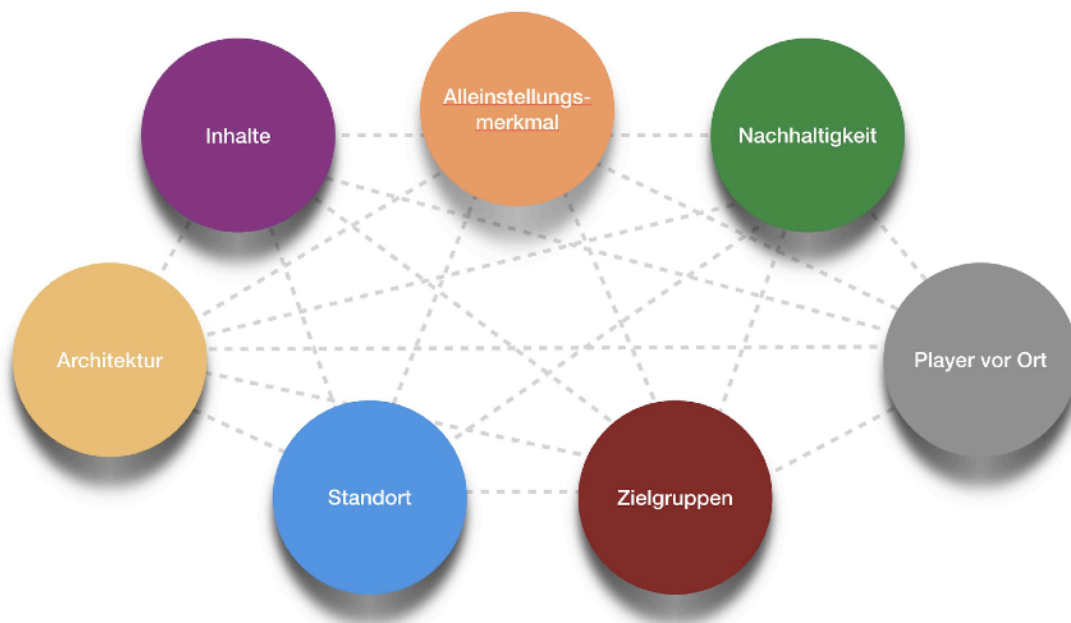 Alleinstellungs-
merkmal
Inhalte
Nachhaltigkeit
Architektur
Player vor Ort
Standort
Zielgruppen